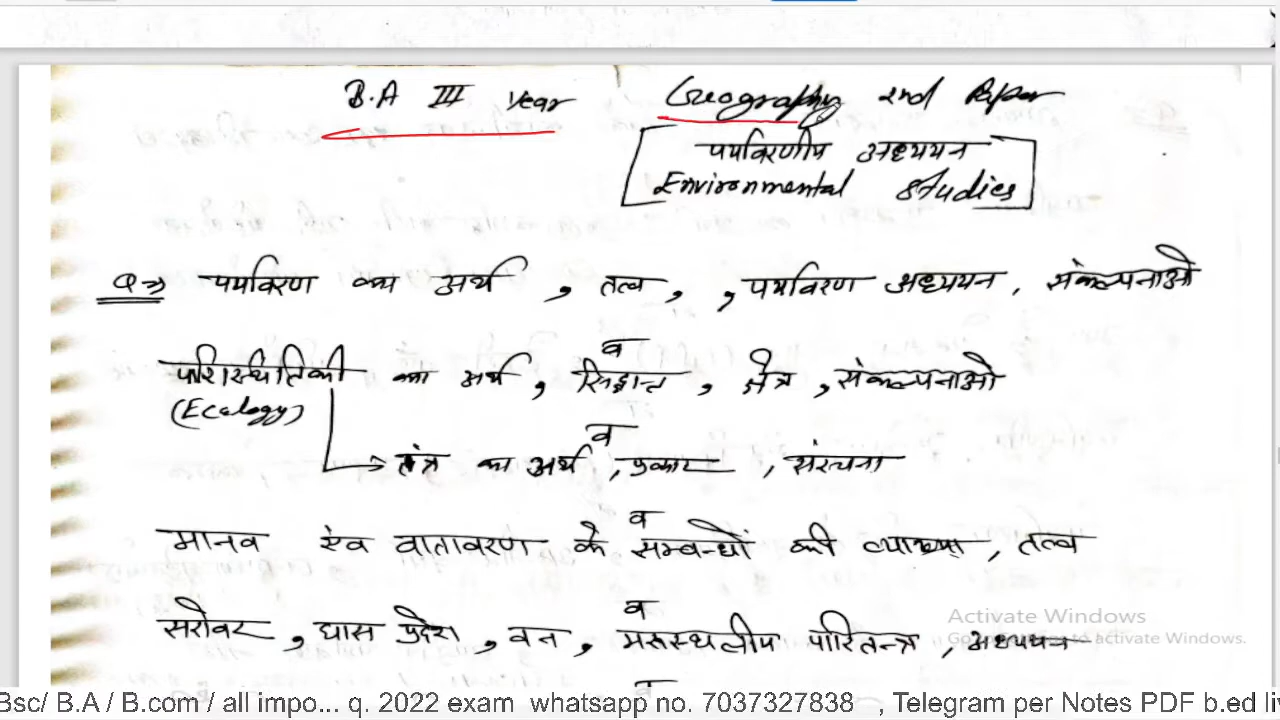 B.A III year Geography 2nd Paper
पर्यावरणीय अध्ययन
Environmental Studies
Q⇒ पर्यावरण का अर्थ , तत्व , , पर्यावरण अध्ययन , संकल्पनाओ
व
पारिस्थितिकी का अर्थ , सिद्धान्त , क्षेत्र , संकल्पनाओ
(Ecology)
व
→ तंत्र का अर्थ , प्रकार , संरचना
व
मानव एंव वातावरण के सम्बन्धों की व्याख्या , तत्व
व
सरोवर , घास प्रदेश , वन , मरुस्थलीय पारितन्त्र , अध्ययन
व
Activate Windows
Go to Settings to activate Windows.
Bsc/ B.A / B.com / all impo... q. 2022 exam whatsapp no. 7037327838 , Telegram per Notes PDF b.ed li